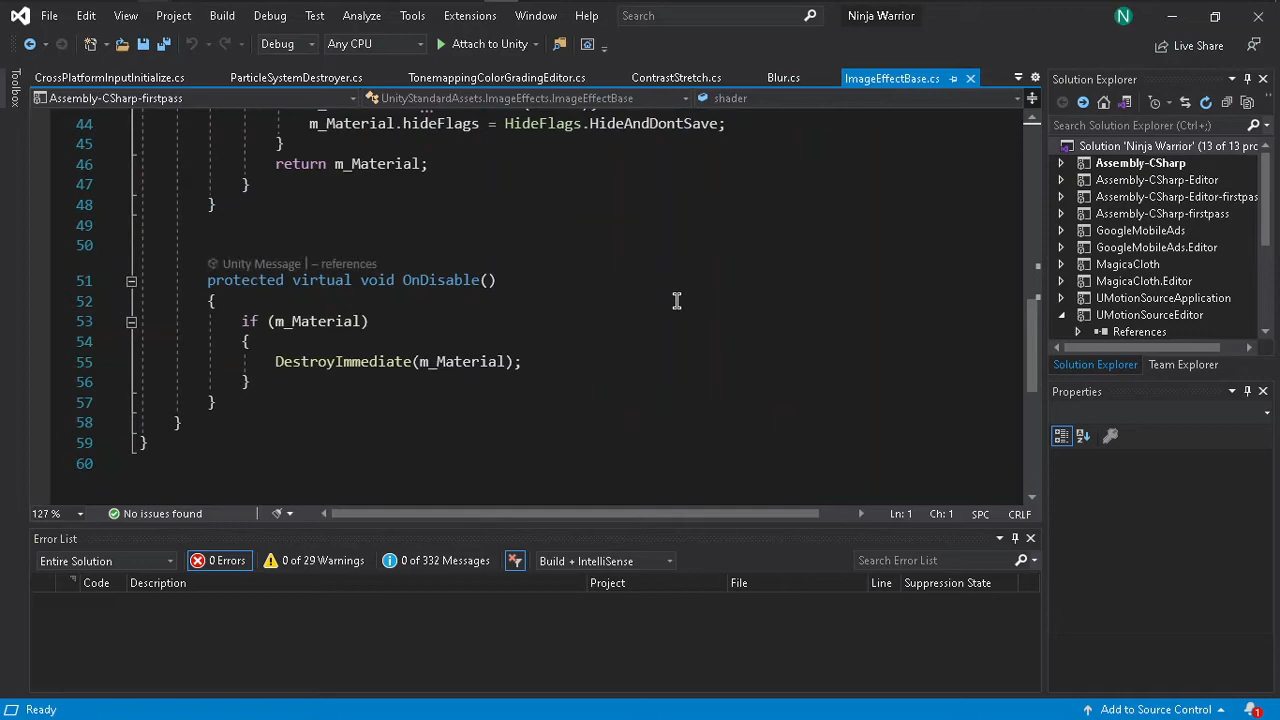 File Edit View Project Build Debug Test Analyze Tools Extensions Window Help Search Ninja Warrior N
Debug Any CPU Attach to Unity Live Share
Toolbox
CrossPlatformInputInitialize.cs ParticleSystemDestroyer.cs TonemappingColorGradingEditor.cs ContrastStretch.cs Blur.cs ImageEffectBase.cs
Assembly-CSharp-firstpass UnityStandardAssets.ImageEffects.ImageEffectBase shader
44 m_Material.hideFlags = HideFlags.HideAndDontSave;
45 }
46 return m_Material;
47 }
48 }
49
50
Unity Message | – references
51 protected virtual void OnDisable()
52 {
53 if (m_Material)
54 {
55 DestroyImmediate(m_Material);
56 }
57 }
58 }
59 }
60
127 % No issues found Ln: 1 Ch: 1 SPC CRLF
Error List
Entire Solution 0 Errors 0 of 29 Warnings 0 of 332 Messages Build + IntelliSense Search Error List
Code Description Project File Line Suppression State
Solution Explorer
Search Solution Explorer (Ctrl+;)
Solution 'Ninja Warrior' (13 of 13 pro
Assembly-CSharp
Assembly-CSharp-Editor
Assembly-CSharp-Editor-firstpas
Assembly-CSharp-firstpass
GoogleMobileAds
GoogleMobileAds.Editor
MagicaCloth
MagicaCloth.Editor
UMotionSourceApplication
UMotionSourceEditor
References
Solution Explorer Team Explorer
Properties
Ready Add to Source Control 1